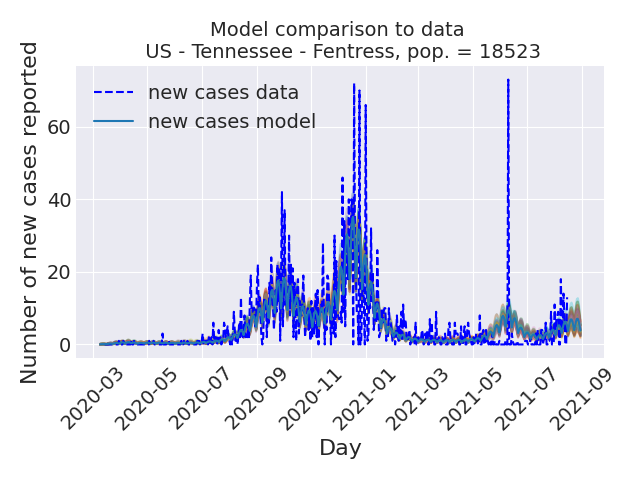 Model comparison to data
US - Tennessee - Fentress, pop. = 18523
Number of new cases reported
new cases data
new cases model
60
40
20
0
2020-03
2020-05
2020-07
2020-09
2020-11
2021-01
2021-03
2021-05
2021-07
2021-09
Day